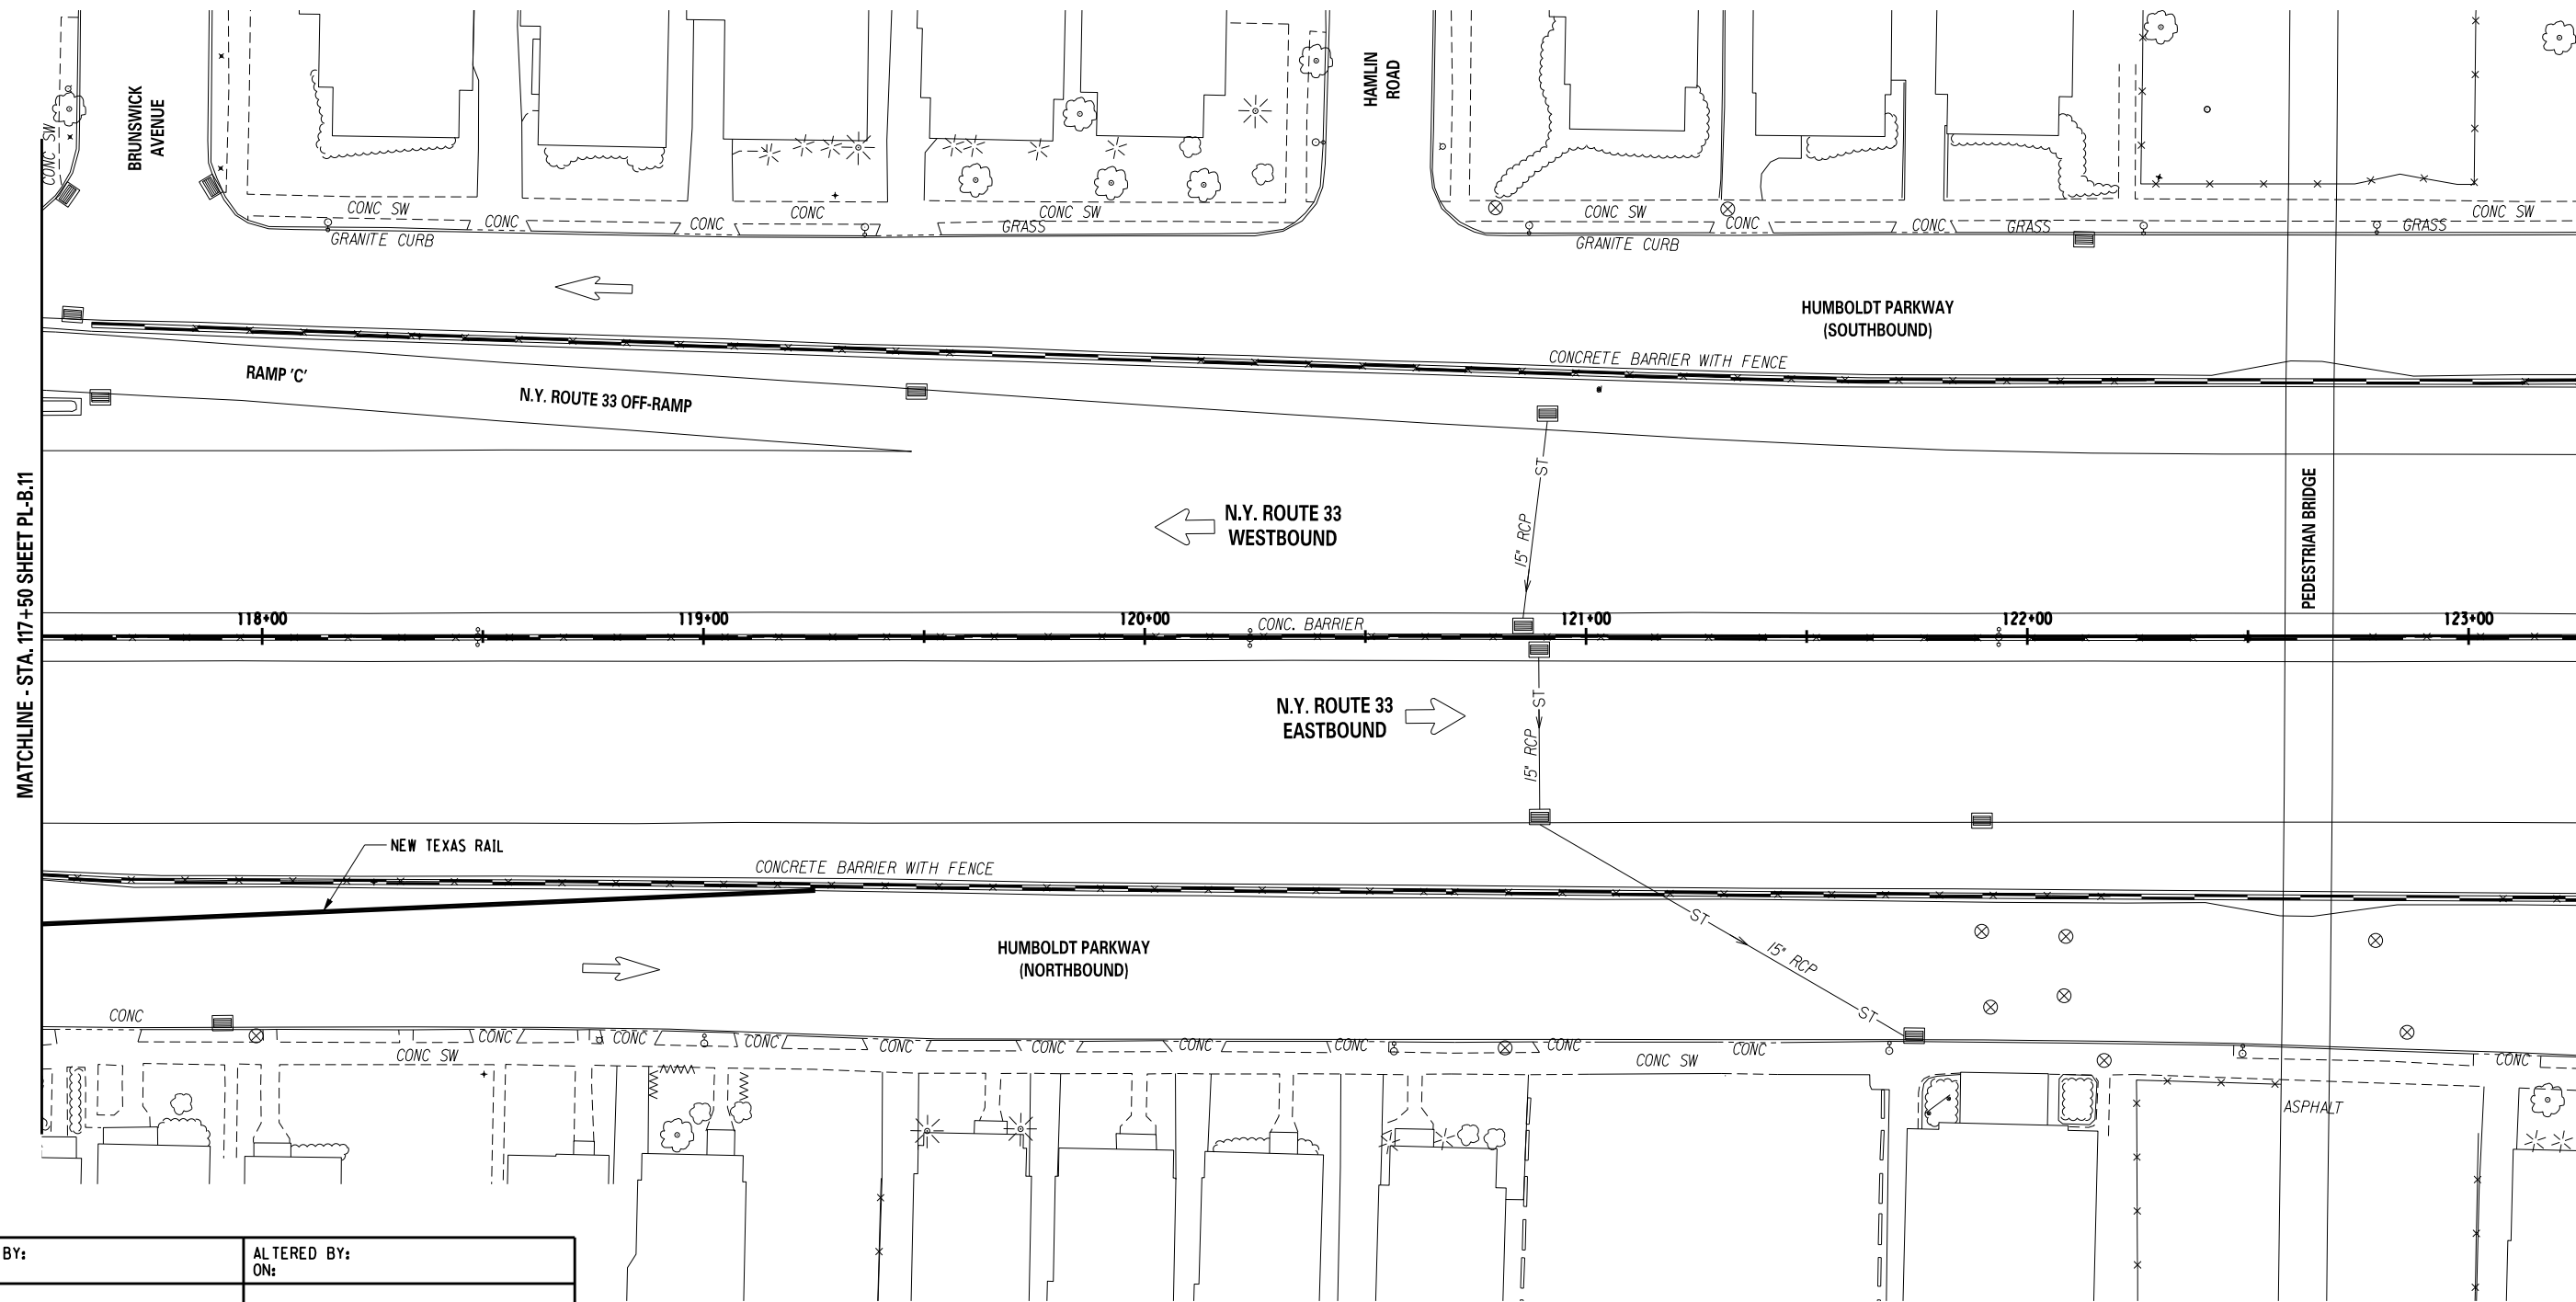 BRUNSWICK
AVENUE
HAMLIN
ROAD
CONC SW
CONC SW
CONC
CONC
CONC
CONC SW
GRASS
GRANITE CURB
CONC SW
CONC
CONC
GRASS
GRASS
CONC SW
GRANITE CURB
HUMBOLDT PARKWAY
(SOUTHBOUND)
CONCRETE BARRIER WITH FENCE
RAMP 'C'
N.Y. ROUTE 33 OFF-RAMP
ST
15" RCP
N.Y. ROUTE 33
WESTBOUND
PEDESTRIAN BRIDGE
MATCHLINE - STA. 117+50 SHEET PL-B.11
118+00
119+00
120+00
CONC. BARRIER
121+00
122+00
123+00
ST
15" RCP
N.Y. ROUTE 33
EASTBOUND
NEW TEXAS RAIL
CONCRETE BARRIER WITH FENCE
ST
15" RCP
ST
HUMBOLDT PARKWAY
(NORTHBOUND)
CONC
CONC
CONC
CONC
CONC
CONC
CONC
CONC
CONC
CONC
CONC
CONC SW
CONC SW
ASPHALT
BY:
ALTERED BY:
ON: